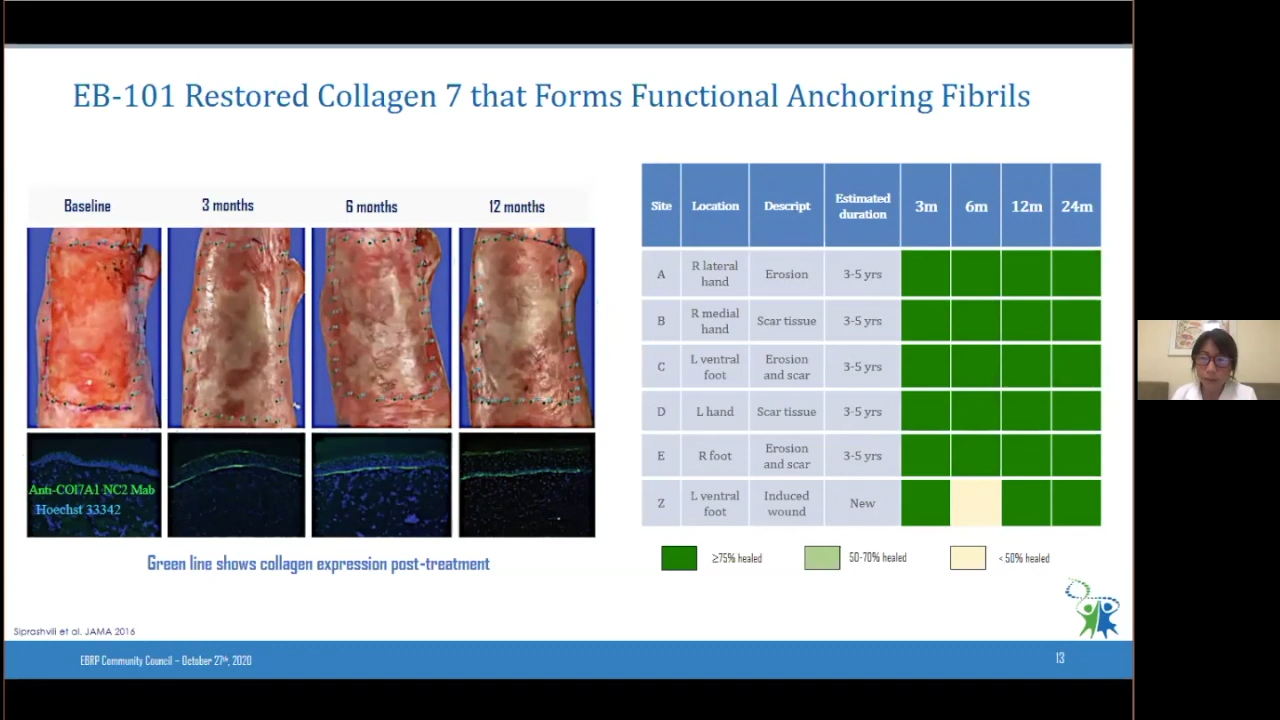 EB-101 Restored Collagen 7 that Forms Functional Anchoring Fibrils
Baseline
3 months
6 months
12 months
Anti-COl7A1 NC2 Mab
Hoechst 33342
Green line shows collagen expression post-treatment
Site Location Descript Estimated duration 3m 6m 12m 24m
A R lateral hand Erosion 3-5 yrs
B R medial hand Scar tissue 3-5 yrs
C L ventral foot Erosion and scar 3-5 yrs
D L hand Scar tissue 3-5 yrs
E R foot Erosion and scar 3-5 yrs
Z L ventral foot Induced wound New
≥75% healed
50-70% healed
< 50% healed
Siprashvili et al. JAMA 2016
EBRP Community Council – October 27th, 2020
13